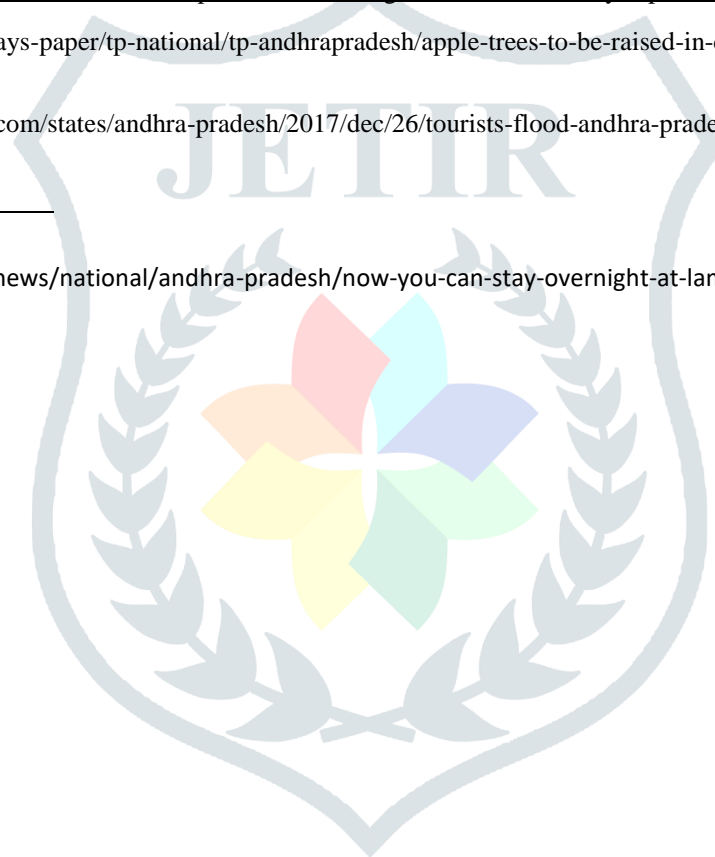 ays-paper/tp-national/tp-andhrapradesh/apple-trees-to-be-raised-in-
com/states/andhra-pradesh/2017/dec/26/tourists-flood-andhra-prade
JETIR
news/national/andhra-pradesh/now-you-can-stay-overnight-at-lan